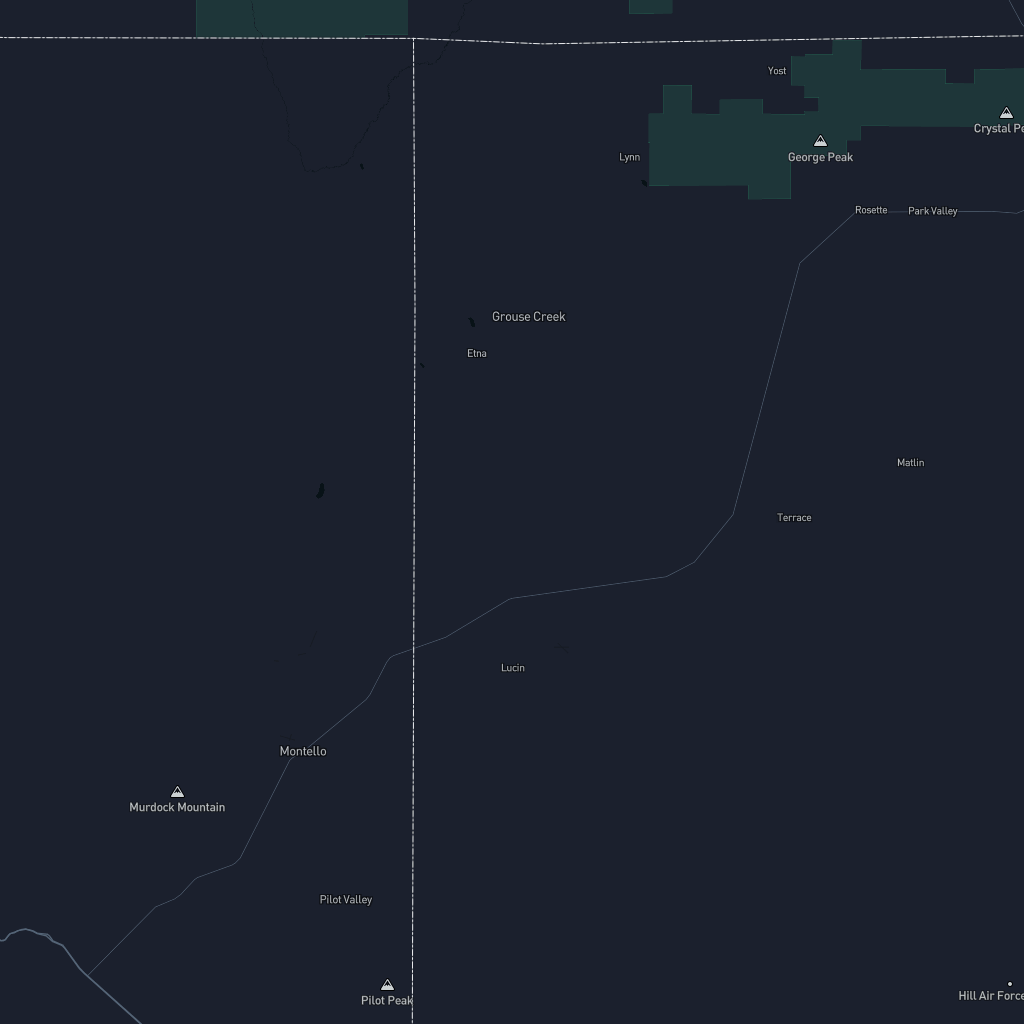 Yost
Crystal Pe
George Peak
Lynn
Rosette
Park Valley
Grouse Creek
Etna
Matlin
Terrace
Lucin
Montello
Murdock Mountain
Pilot Valley
Pilot Peak
Hill Air Force